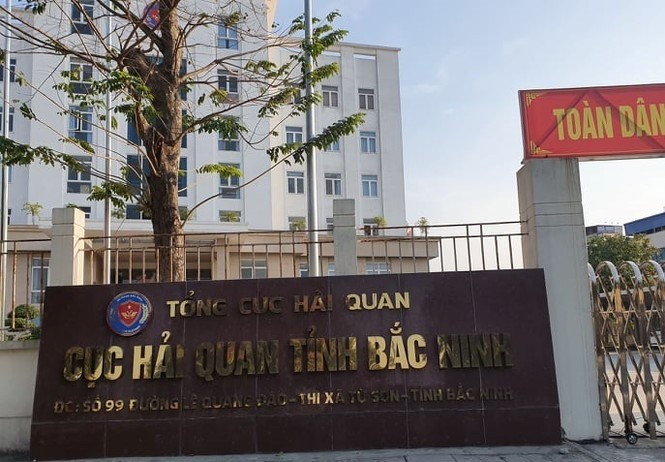 TỔNG CỤC HẢI QUAN
CỤC HẢI QUAN TỈNH BẮC NINH
ĐC: SỐ 99 ĐƯỜNG LÊ QUANG ĐẠO - THỊ XÃ TỪ SƠN - TỈNH BẮC NINH
TOÀN DÂN